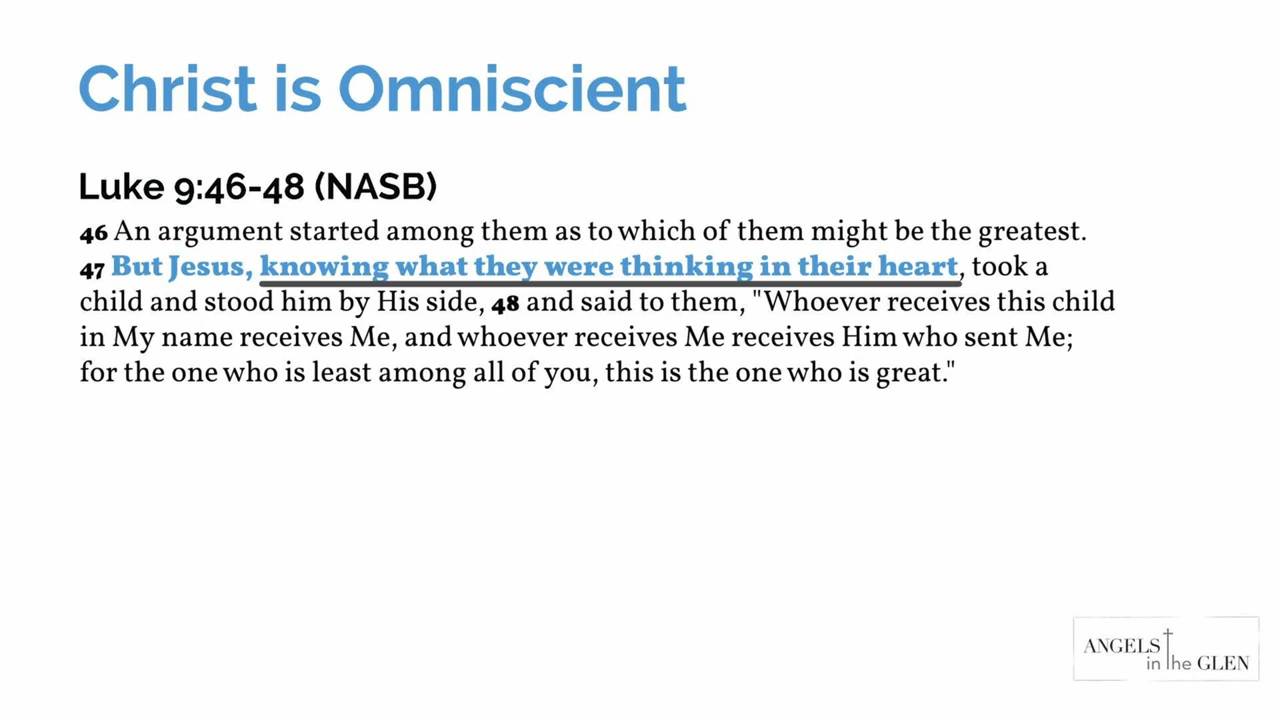 Christ is Omniscient
Luke 9:46-48 (NASB)
46 An argument started among them as to which of them might be the greatest.
47 But Jesus, knowing what they were thinking in their heart, took a
child and stood him by His side, 48 and said to them, "Whoever receives this child
in My name receives Me, and whoever receives Me receives Him who sent Me;
for the one who is least among all of you, this is the one who is great."
ANGELS
in the GLEN